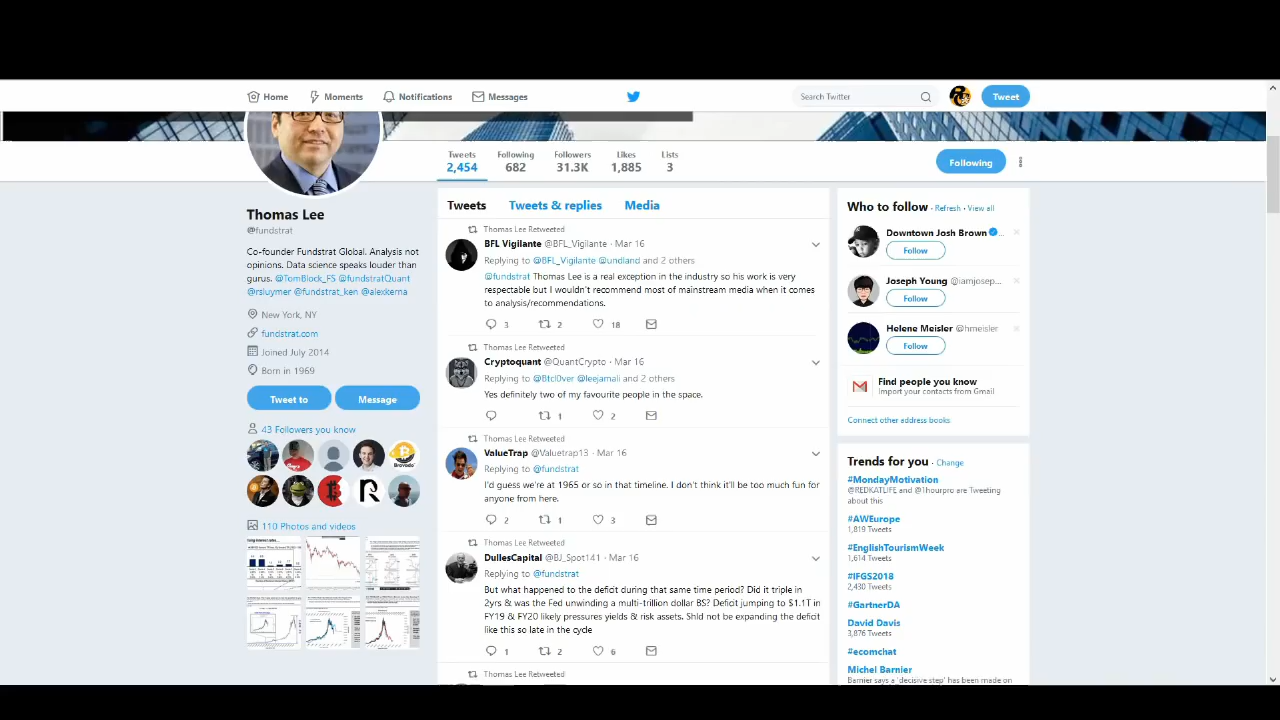 Home
Moments
Notifications
Messages
Search Twitter
Tweet
Tweets
2,454
Following
682
Followers
31.3K
Likes
1,885
Lists
3
Following
Thomas Lee
@fundstrat
Co-founder Fundstrat Global. Analysis not
opinions. Data science speaks louder than
gurus. @TomBlock_FS @fundstratQuant
@rsluymer @fundstrat_ken @alexkerna
New York, NY
fundstrat.com
Joined July 2014
Born in 1969
Tweet to
Message
43 Followers you know
Bravado
R
110 Photos and videos
Tweets
Tweets & replies
Media
Thomas Lee Retweeted
BFL Vigilante @BFL_Vigilante · Mar 16
Replying to @BFL_Vigilante @undland and 2 others
@fundstrat Thomas Lee is a real exception in the industry so his work is very
respectable but I wouldn't recommend most of mainstream media when it comes
to analysis/recommendations.
3
2
18
Thomas Lee Retweeted
Cryptoquant @QuantCrypto · Mar 16
Replying to @Btcl0ver @leejamali and 2 others
Yes definitely two of my favourite people in the space.
1
2
Thomas Lee Retweeted
ValueTrap @Valuetrap13 · Mar 16
Replying to @fundstrat
I'd guess we're at 1965 or so in that timeline. I don't think it'll be too much fun for
anyone from here.
2
1
3
Thomas Lee Retweeted
DullesCapital @BJ_Spot141 · Mar 16
Replying to @fundstrat
But what happened to the deficit during that same time period? Did it double in
2yrs & was the Fed unwinding a multi-trillion dollar BS? Deficit jumping to $1.1T in
FY19 & FY20 likely pressures yields & risk assets. Shld not be expanding the deficit
like this so late in the cycle
1
2
6
Thomas Lee Retweeted
Who to follow · Refresh · View all
Downtown Josh Brown ...
Follow
Joseph Young @iamjosep...
Follow
Helene Meisler @hmeisler
Follow
Find people you know
Import your contacts from Gmail
Connect other address books
Trends for you · Change
#MondayMotivation
@REDKATLIFE and @1hourpro are Tweeting
about this
#AWEurope
1,819 Tweets
#EnglishTourismWeek
1,614 Tweets
#IFGS2018
2,430 Tweets
#GartnerDA
David Davis
3,876 Tweets
#ecomchat
Michel Barnier
Barnier says a 'decisive step' has been made on